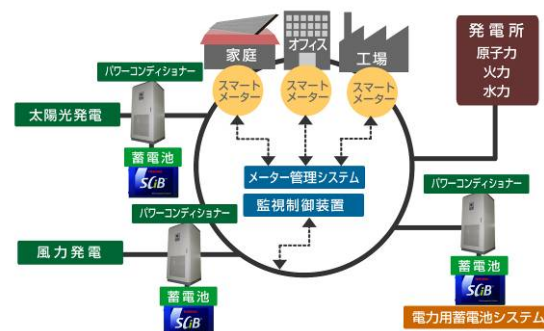 家庭
オフィス
工場
スマート
メーター
スマート
メーター
スマート
メーター
発電所
原子力
火力
水力
パワーコンディショナー
太陽光発電
蓄電池
SCiB
メーター管理システム
監視制御装置
パワーコンディショナー
風力発電
蓄電池
SCiB
パワーコンディショナー
蓄電池
SCiB
電力用蓄電池システム